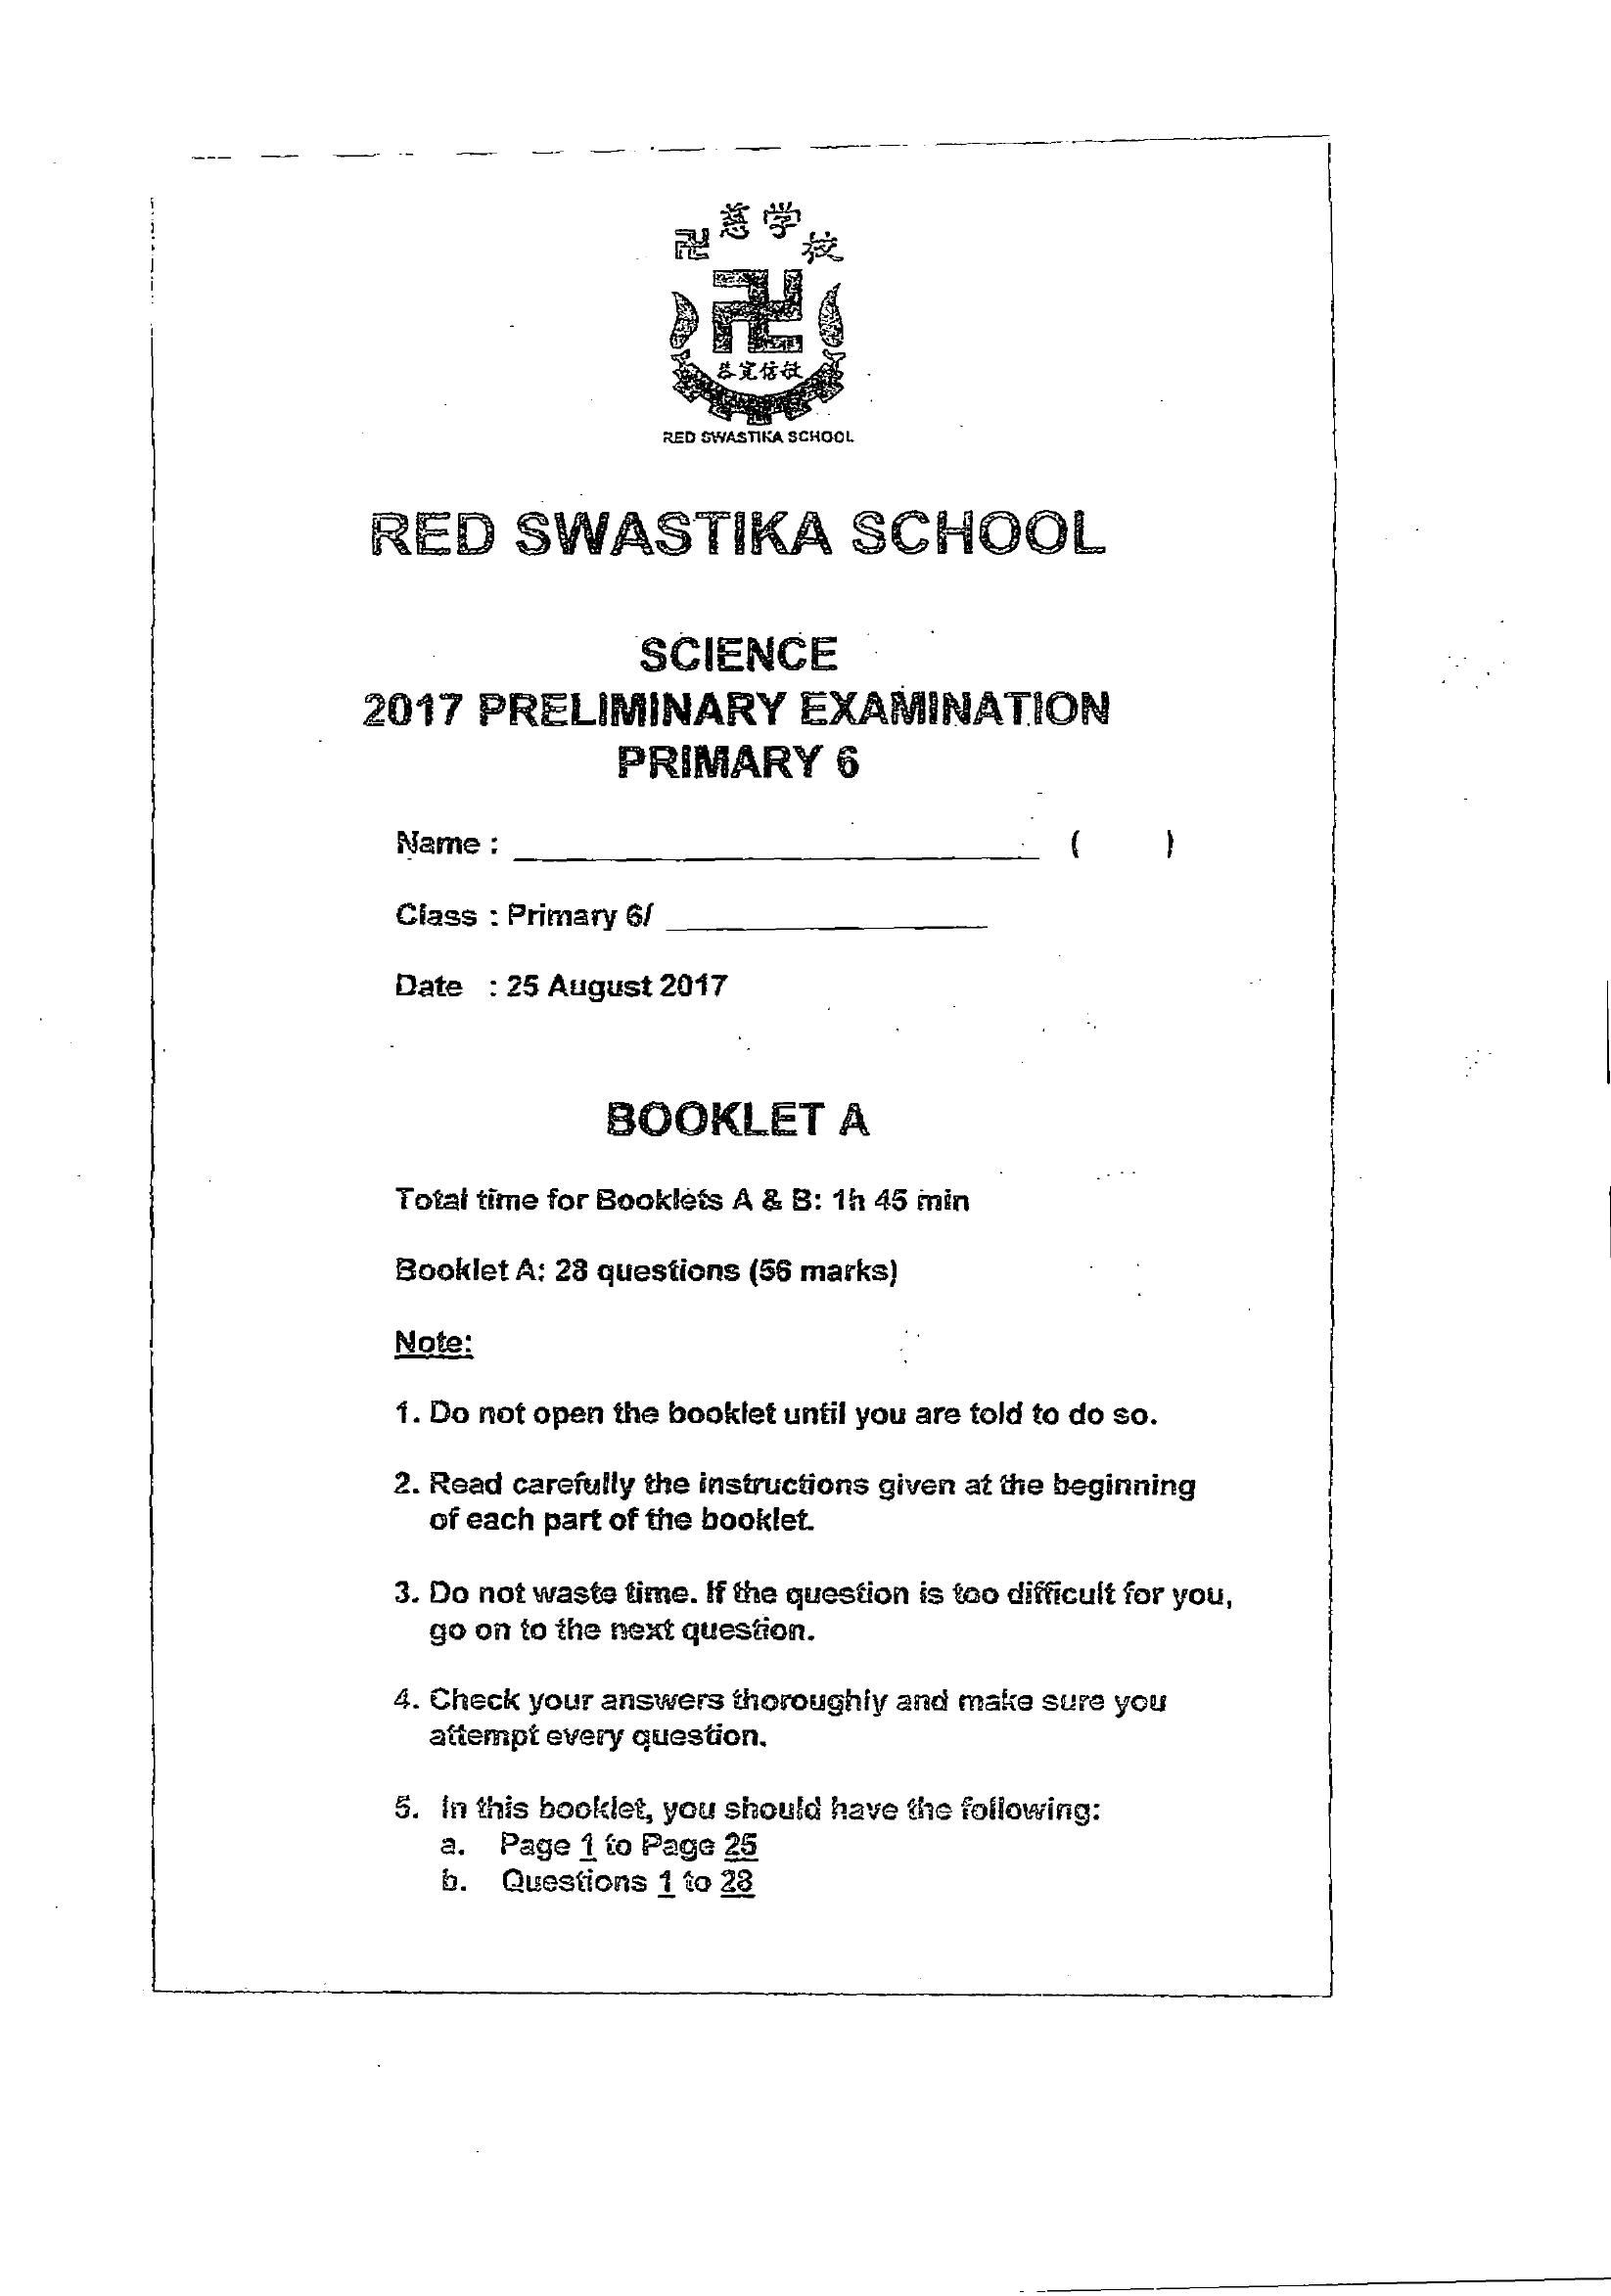 卍慈学校
恭寛信敏
RED SWASTIKA SCHOOL
RED SWASTIKA SCHOOL
SCIENCE
2017 PRELIMINARY EXAMINATION
PRIMARY 6
Name : ( )
Class : Primary 6/
Date : 25 August 2017
BOOKLET A
Total time for Booklets A & B: 1h 45 min
Booklet A: 28 questions (56 marks)
Note:
1. Do not open the booklet until you are told to do so.
2. Read carefully the instructions given at the beginning
of each part of the booklet.
3. Do not waste time. If the question is too difficult for you,
go on to the next question.
4. Check your answers thoroughly and make sure you
attempt every question.
5. In this booklet, you should have the following:
a. Page 1 to Page 25
b. Questions 1 to 28